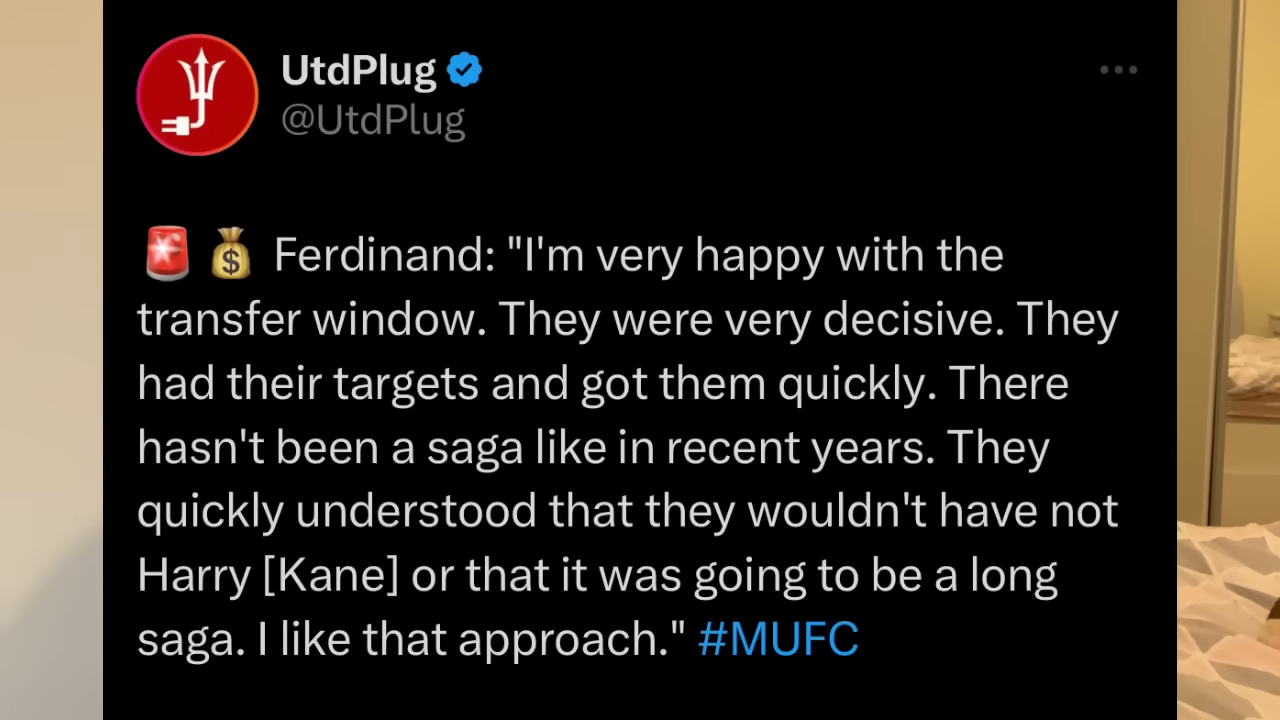 UtdPlug
@UtdPlug
🚨 💰 Ferdinand: "I'm very happy with the
transfer window. They were very decisive. They
had their targets and got them quickly. There
hasn't been a saga like in recent years. They
quickly understood that they wouldn't have not
Harry [Kane] or that it was going to be a long
saga. I like that approach." #MUFC